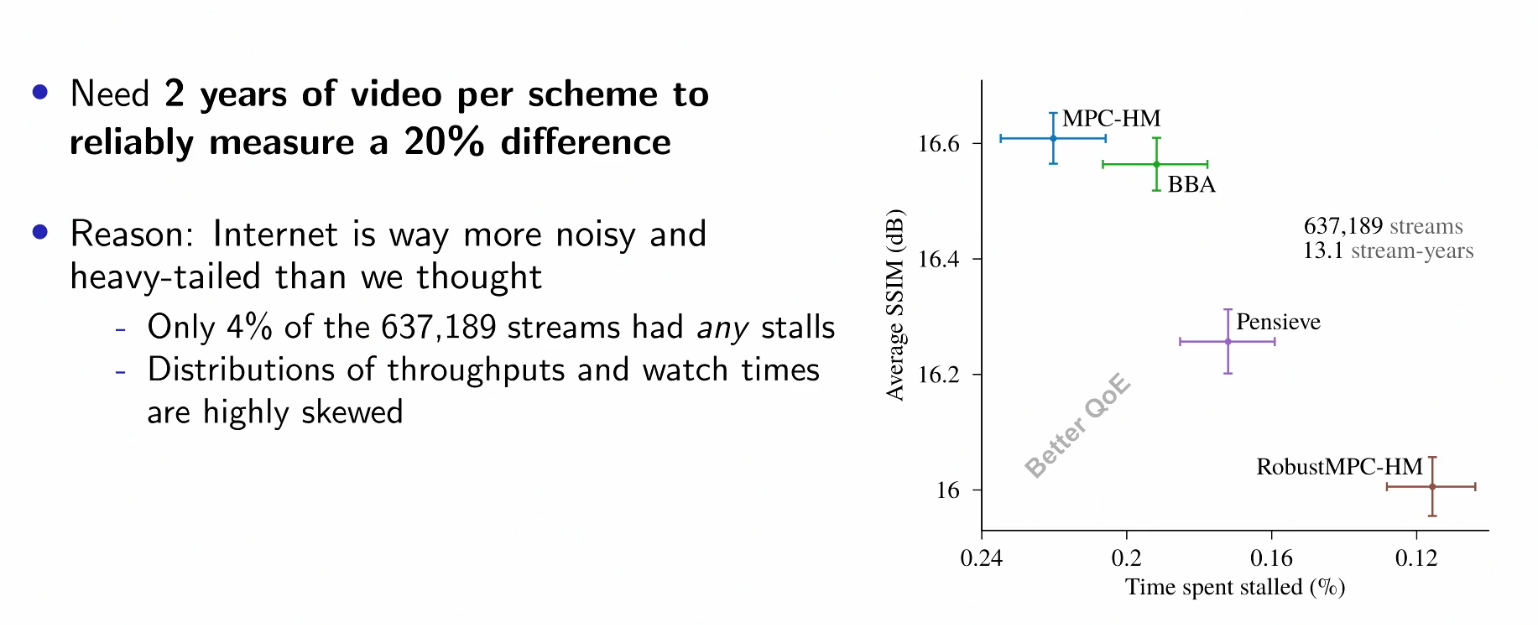 Need 2 years of video per scheme to
reliably measure a 20% difference
Reason: Internet is way more noisy and
heavy-tailed than we thought
- Only 4% of the 637,189 streams had any stalls
- Distributions of throughputs and watch times
are highly skewed
Average SSIM (dB)
16.6
16.4
16.2
16
MPC-HM
BBA
637,189 streams
13.1 stream-years
Pensieve
Better QoE
RobustMPC-HM
0.24 0.2 0.16 0.12
Time spent stalled (%)